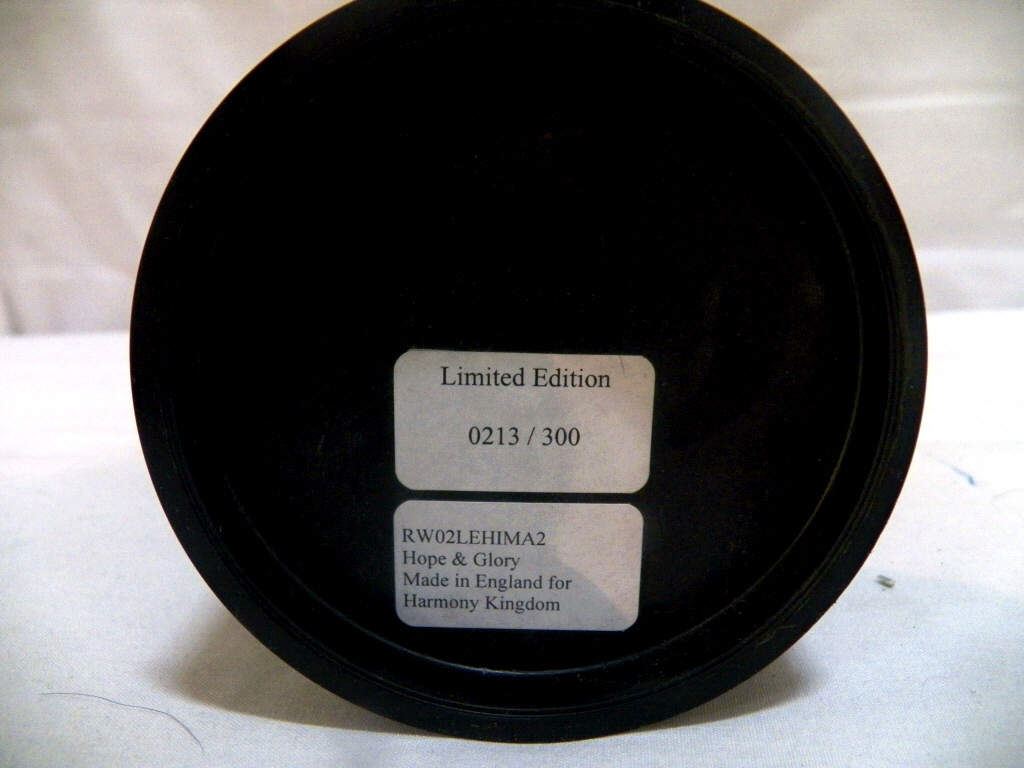 Limited Edition
0213 / 300
RW02LEHIMA2
Hope & Glory
Made in England for
Harmony Kingdom